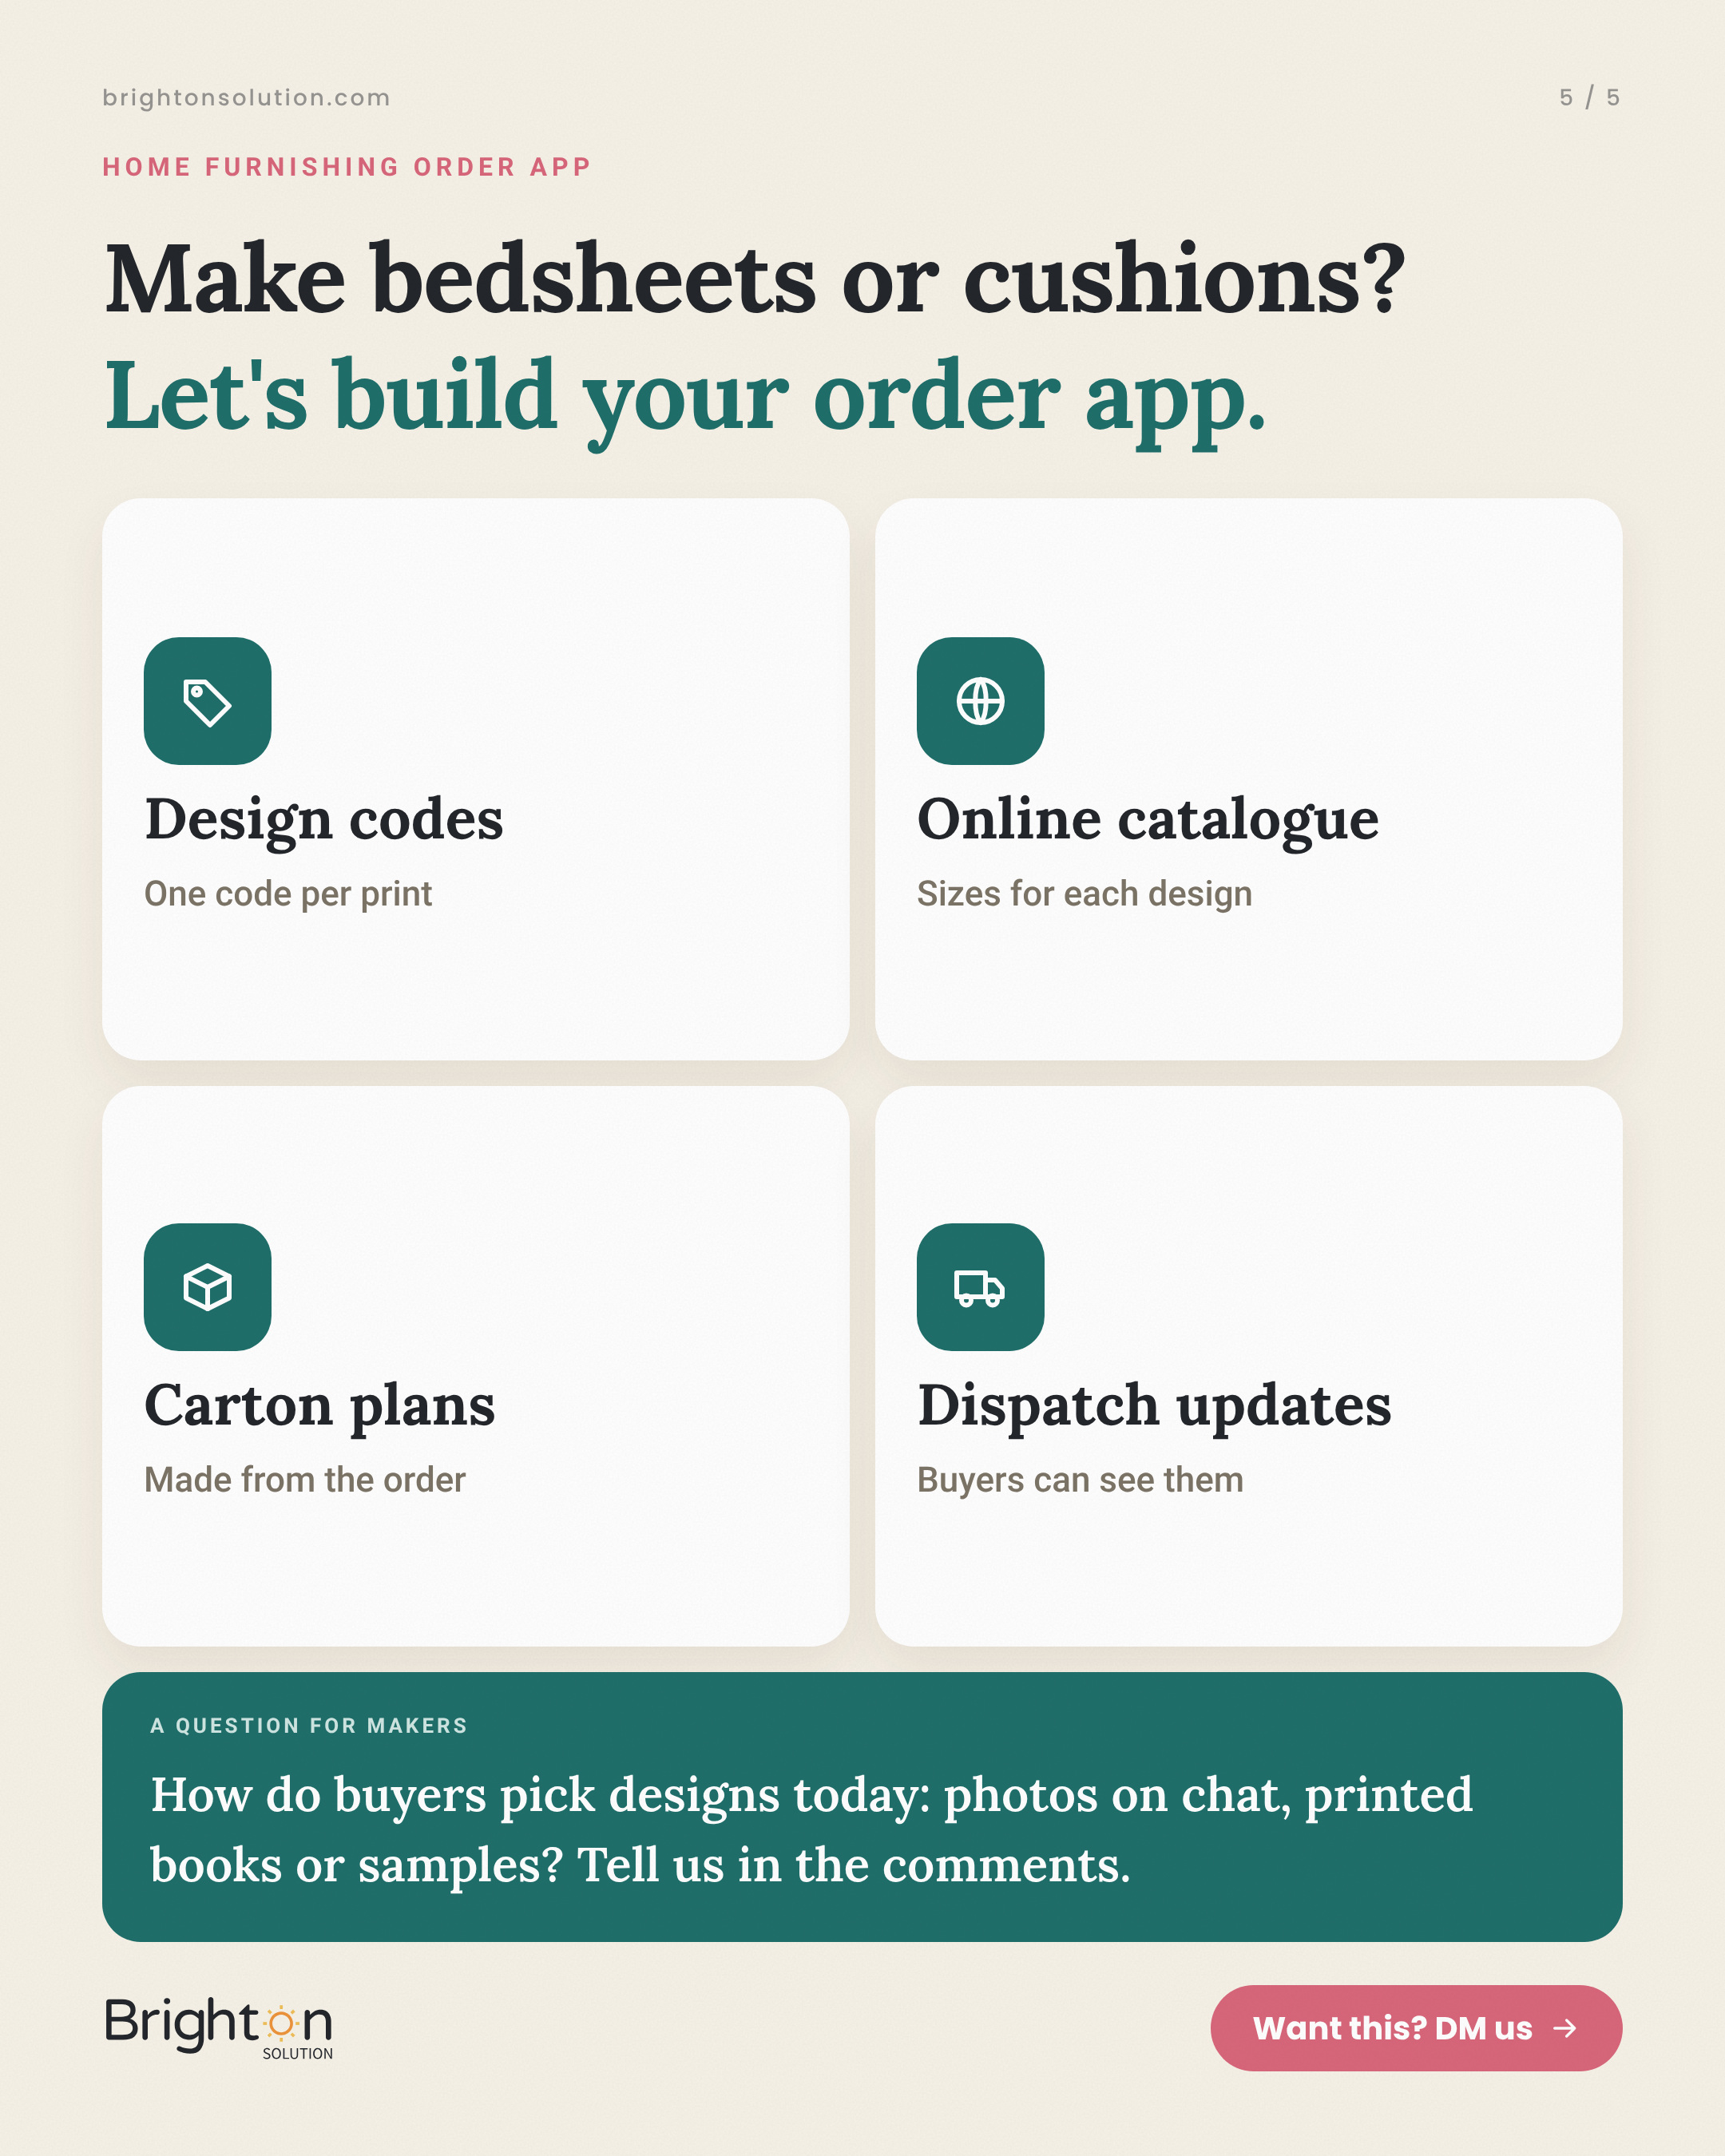 brightonsolution.com
5 / 5
HOME FURNISHING ORDER APP
Make bedsheets or cushions?
Let's build your order app.
Design codes
One code per print
Online catalogue
Sizes for each design
Carton plans
Made from the order
Dispatch updates
Buyers can see them
A QUESTION FOR MAKERS
How do buyers pick designs today: photos on chat, printed
books or samples? Tell us in the comments.
Brighton
SOLUTION
Want this? DM us →